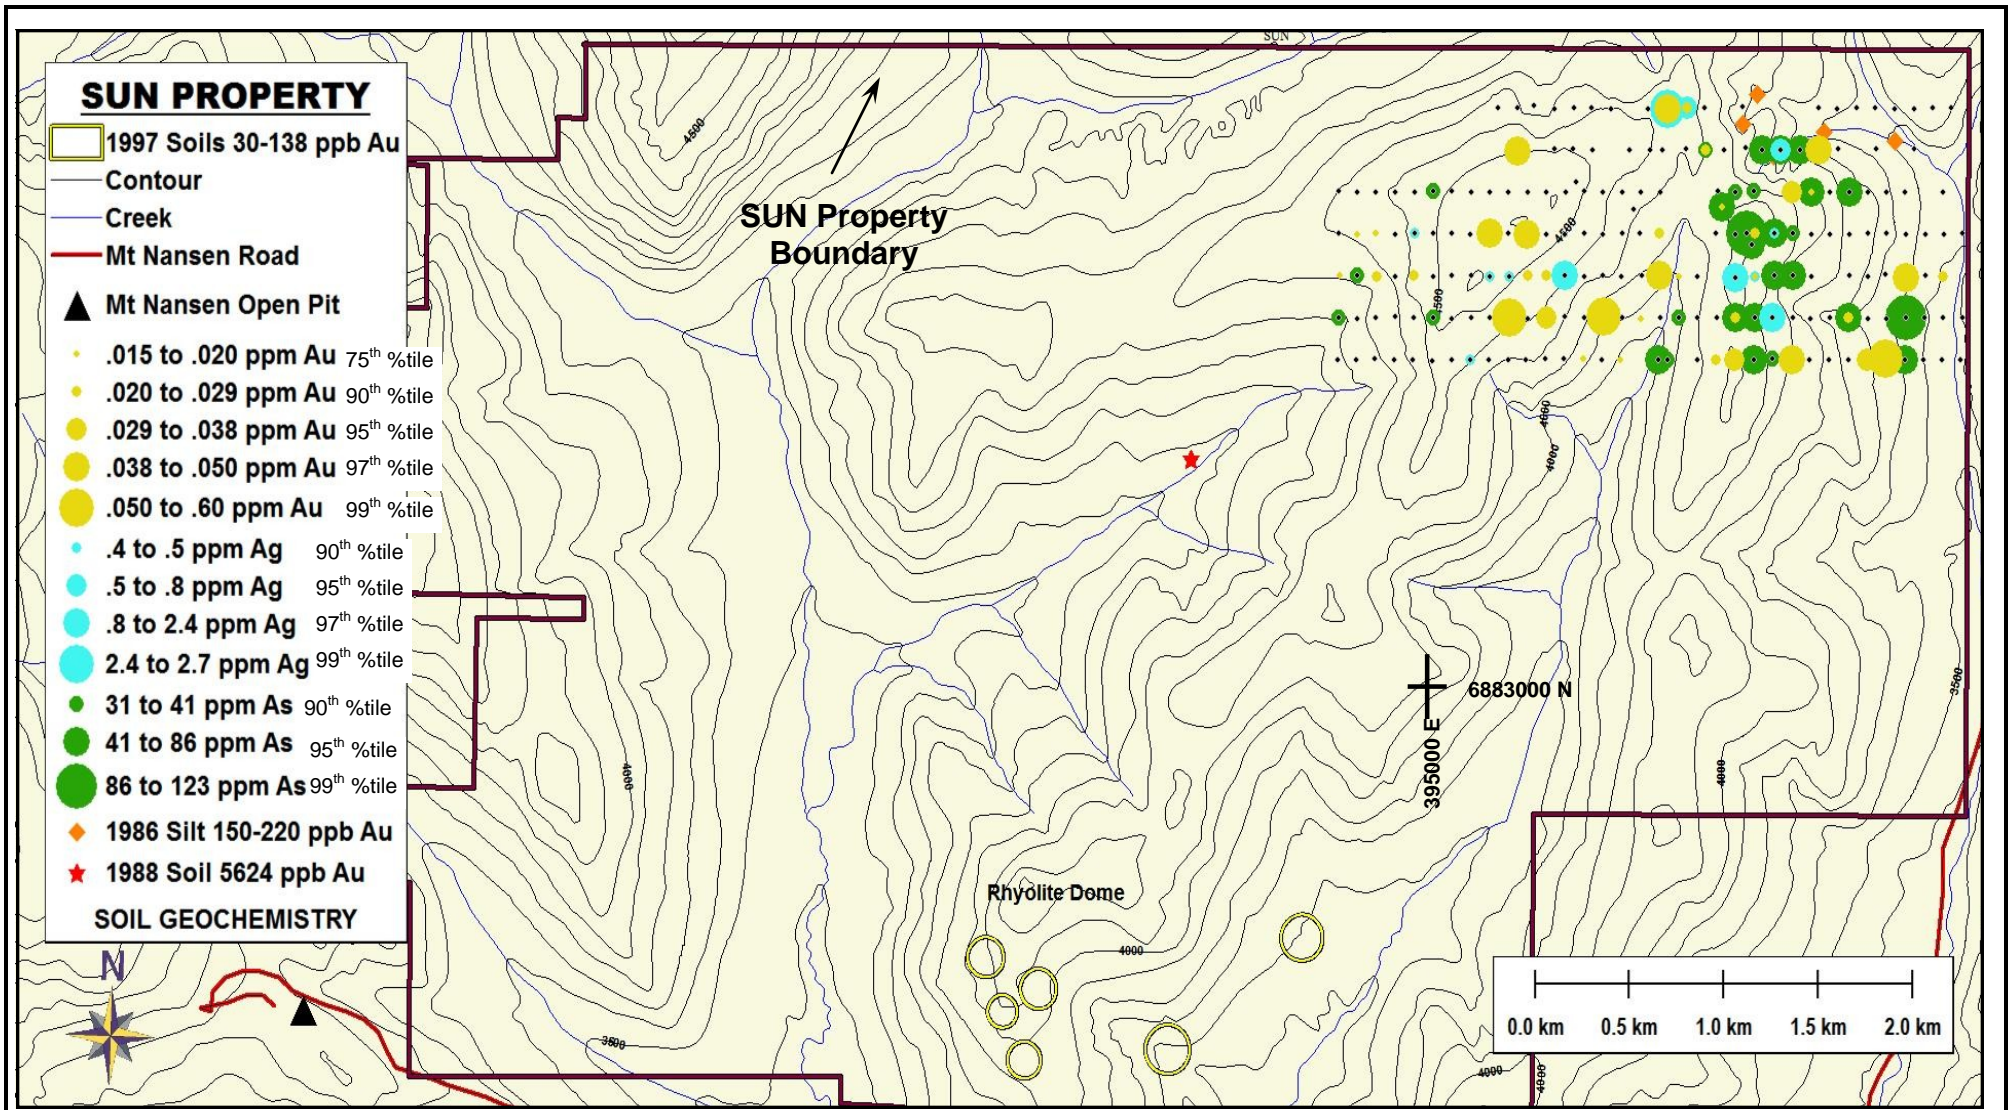 SUN PROPERTY
1997 Soils 30-138 ppb Au
Contour
Creek
Mt Nansen Road
Mt Nansen Open Pit
.015 to .020 ppm Au 75th %tile
.020 to .029 ppm Au 90th %tile
.029 to .038 ppm Au 95th %tile
.038 to .050 ppm Au 97th %tile
.050 to .60 ppm Au 99th %tile
.4 to .5 ppm Ag 90th %tile
.5 to .8 ppm Ag 95th %tile
.8 to 2.4 ppm Ag 97th %tile
2.4 to 2.7 ppm Ag 99th %tile
31 to 41 ppm As 90th %tile
41 to 86 ppm As 95th %tile
86 to 123 ppm As 99th %tile
1986 Silt 150-220 ppb Au
1988 Soil 5624 ppb Au
SOIL GEOCHEMISTRY
N
SUN
4500
SUN Property
Boundary
4500
4500
4000
4000
6883000 N
395000 E
3500
4000
4000
Rhyolite Dome
4000
3500
4000
4000
0.0 km 0.5 km 1.0 km 1.5 km 2.0 km